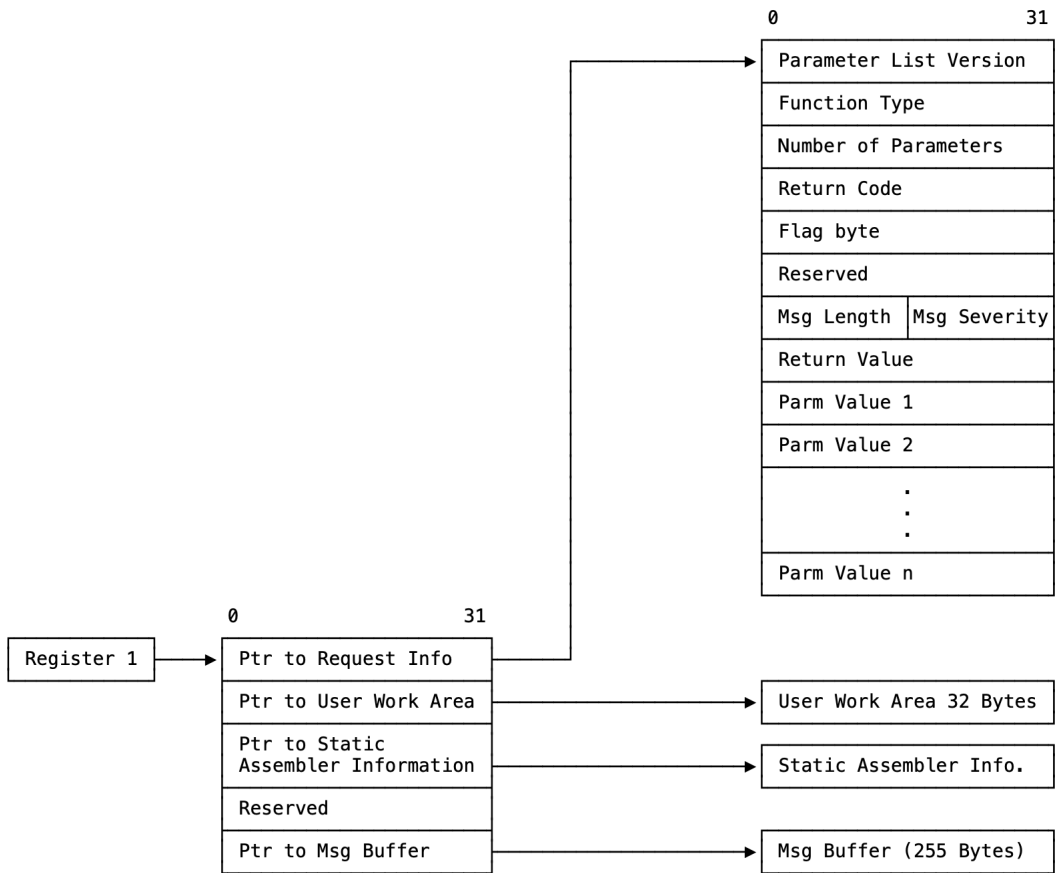 0 31
Parameter List Version
Function Type
Number of Parameters
Return Code
Flag byte
Reserved
Msg Length Msg Severity
Return Value
Parm Value 1
Parm Value 2
.
.
.
Parm Value n
0 31
Register 1
Ptr to Request Info
Ptr to User Work Area
User Work Area 32 Bytes
Ptr to Static
Assembler Information
Static Assembler Info.
Reserved
Ptr to Msg Buffer
Msg Buffer (255 Bytes)